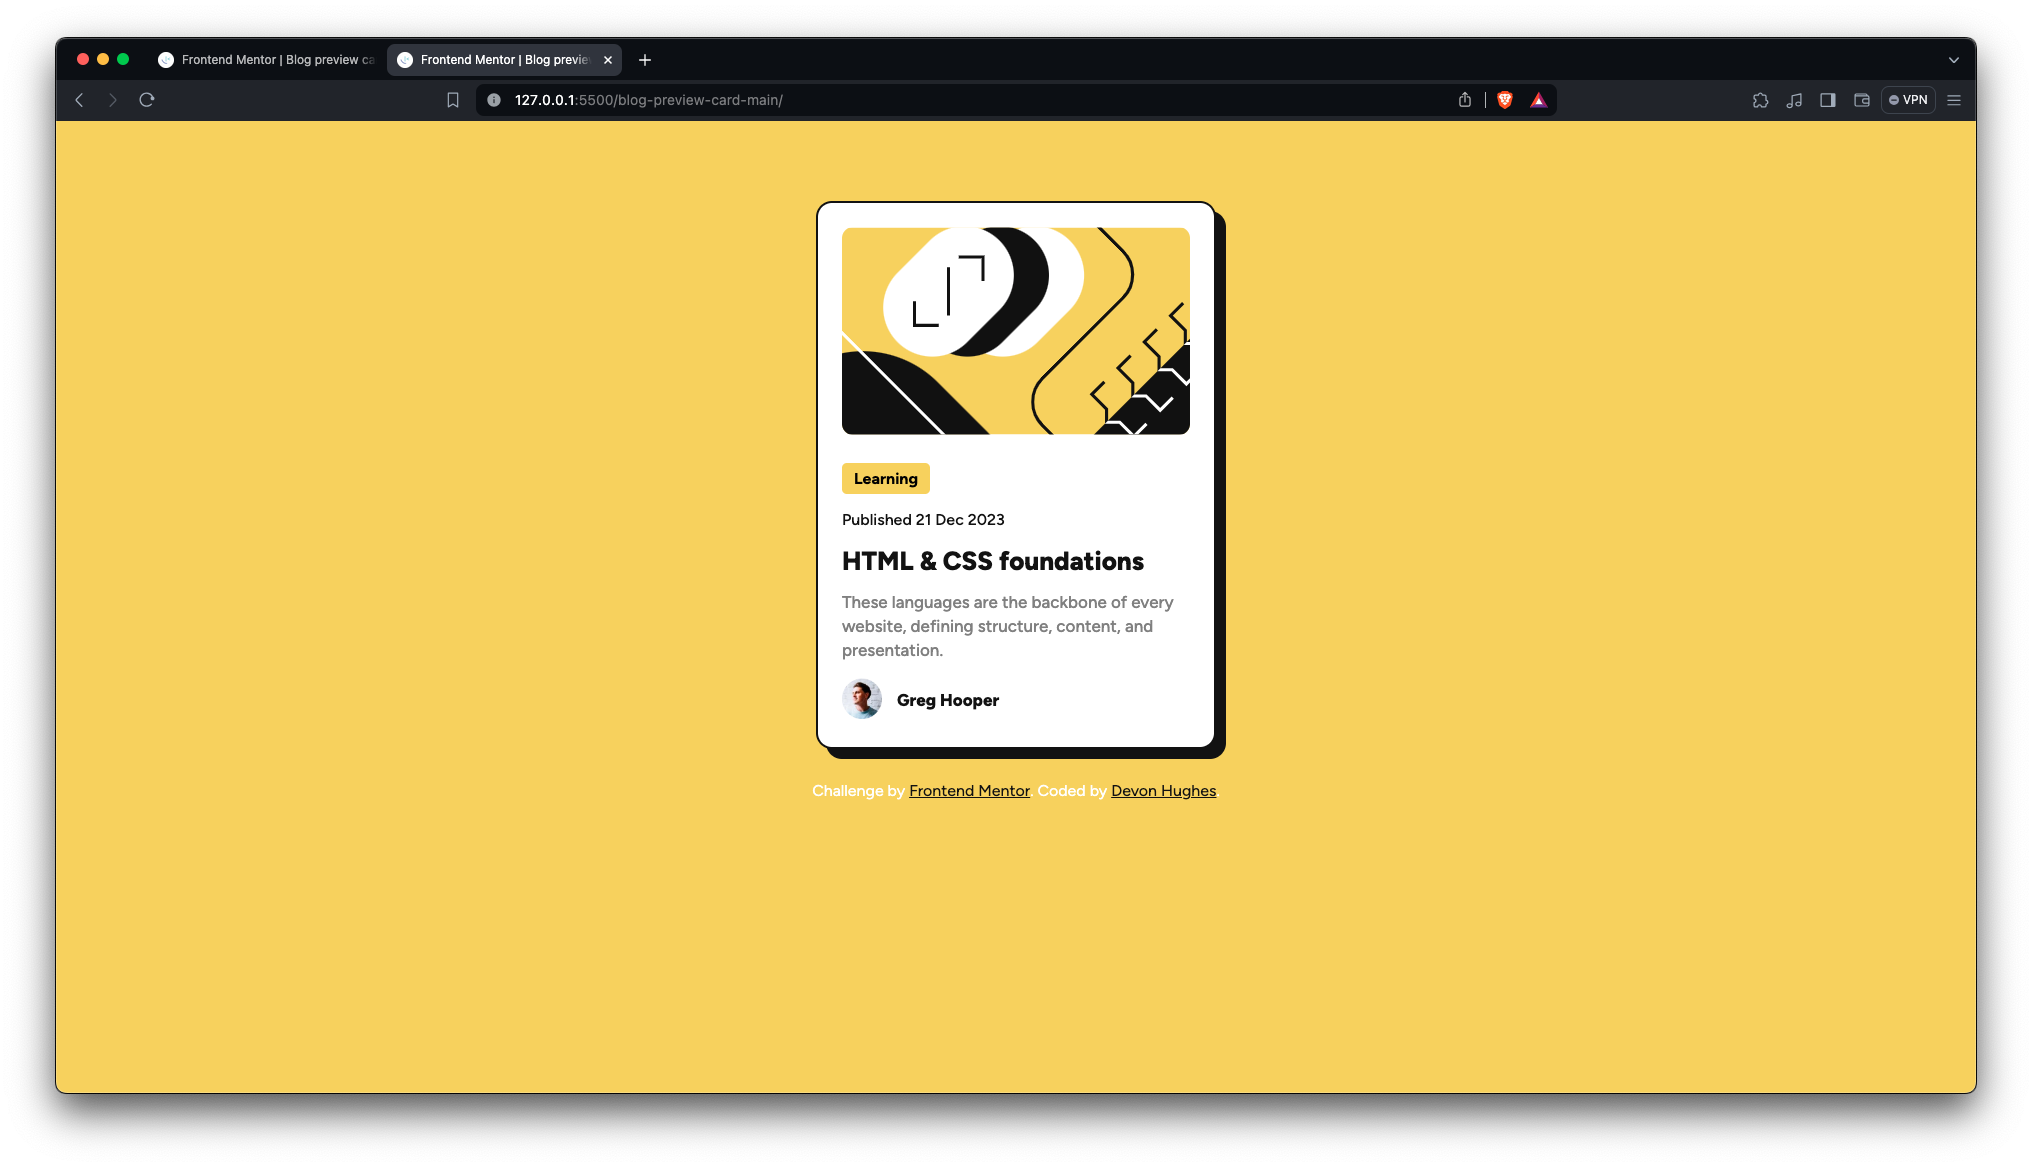 Frontend Mentor | Blog preview ca
Frontend Mentor | Blog previe
127.0.0.1:5500/blog-preview-card-main/
VPN
Learning
Published 21 Dec 2023
HTML & CSS foundations
These languages are the backbone of every
website, defining structure, content, and
presentation.
Greg Hooper
Challenge by Frontend Mentor. Coded by Devon Hughes.